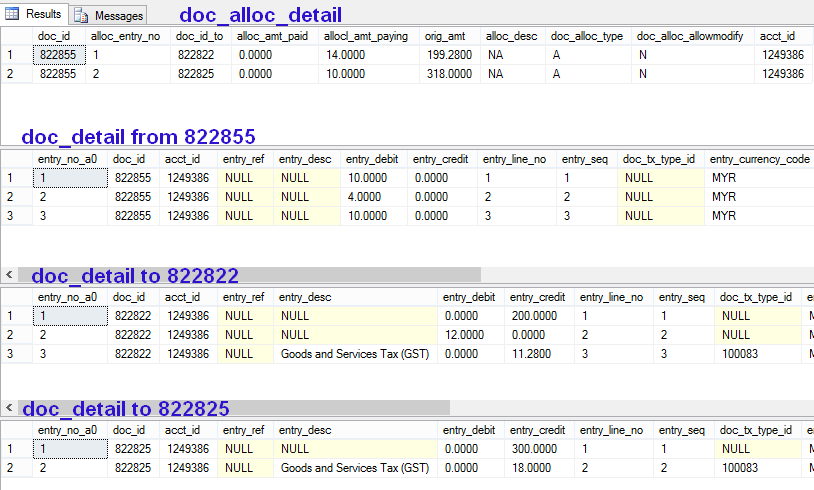 Results Messages doc_alloc_detail
doc_id alloc_entry_no doc_id_to alloc_amt_paid allocl_amt_paying orig_amt alloc_desc doc_alloc_type doc_alloc_allowmodify acct_id
1 822855 1 822822 0.0000 14.0000 199.2800 NA A N 1249386
2 822855 2 822825 0.0000 10.0000 318.0000 NA A N 1249386
doc_detail from 822855
entry_no_a0 doc_id acct_id entry_ref entry_desc entry_debit entry_credit entry_line_no entry_seq doc_tx_type_id entry_currency_code
1 1 822855 1249386 NULL NULL 10.0000 0.0000 1 1 NULL MYR
2 2 822855 1249386 NULL NULL 4.0000 0.0000 2 2 NULL MYR
3 3 822855 1249386 NULL NULL 10.0000 0.0000 3 3 NULL MYR
doc_detail to 822822
entry_no_a0 doc_id acct_id entry_ref entry_desc entry_debit entry_credit entry_line_no entry_seq doc_tx_type_id
1 1 822822 1249386 NULL NULL 0.0000 200.0000 1 1 NULL
2 2 822822 1249386 NULL NULL 12.0000 0.0000 2 2 NULL
3 3 822822 1249386 NULL Goods and Services Tax (GST) 0.0000 11.2800 3 3 100083
doc_detail to 822825
entry_no_a0 doc_id acct_id entry_ref entry_desc entry_debit entry_credit entry_line_no entry_seq doc_tx_type_id
1 1 822825 1249386 NULL NULL 0.0000 300.0000 1 1 NULL
2 2 822825 1249386 NULL Goods and Services Tax (GST) 0.0000 18.0000 2 2 100083